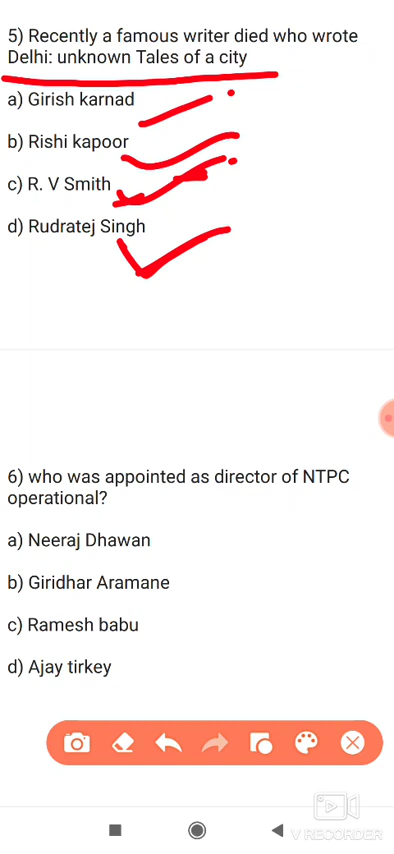 5) Recently a famous writer died who wrote
Delhi: unknown Tales of a city
a) Girish karnad
b) Rishi kapoor
c) R. V Smith
d) Rudratej Singh
6) who was appointed as director of NTPC
operational?
a) Neeraj Dhawan
b) Giridhar Aramane
c) Ramesh babu
d) Ajay tirkey
V RECORDER